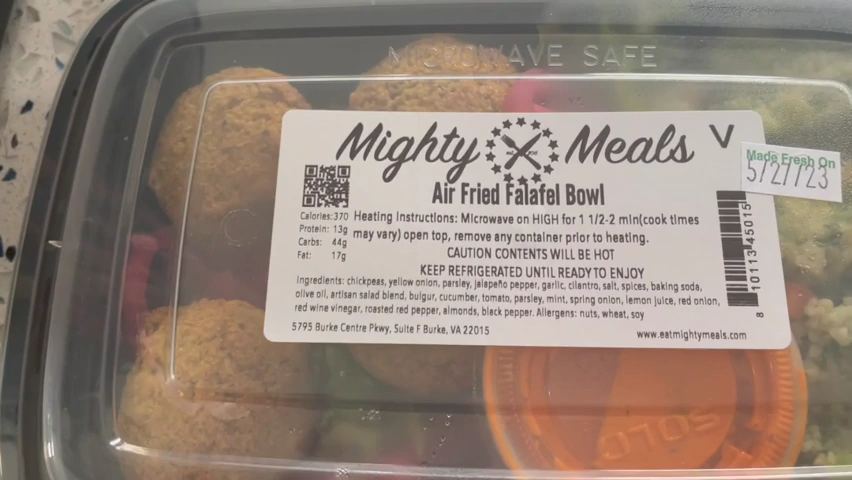 MICROWAVE SAFE
Mighty Meals V
Made Fresh On
5/27/23
Air Fried Falafel Bowl
Calories: 370
Protein: 13g
Carbs: 44g
Fat: 17g
Heating Instructions: Microwave on HIGH for 1 1/2-2 min(cook times
may vary) open top, remove any container prior to heating.
CAUTION CONTENTS WILL BE HOT
KEEP REFRIGERATED UNTIL READY TO ENJOY
Ingredients: chickpeas, yellow onion, parsley, jalapeño pepper, garlic, cilantro, salt, spices, baking soda,
olive oil, artisan salad blend, bulgur, cucumber, tomato, parsley, mint, spring onion, lemon juice, red onion,
red wine vinegar, roasted red pepper, almonds, black pepper. Allergens: nuts, wheat, soy
5795 Burke Centre Pkwy, Suite F Burke, VA 22015
www.eatmightymeals.com
8 10113 45015
SOLO